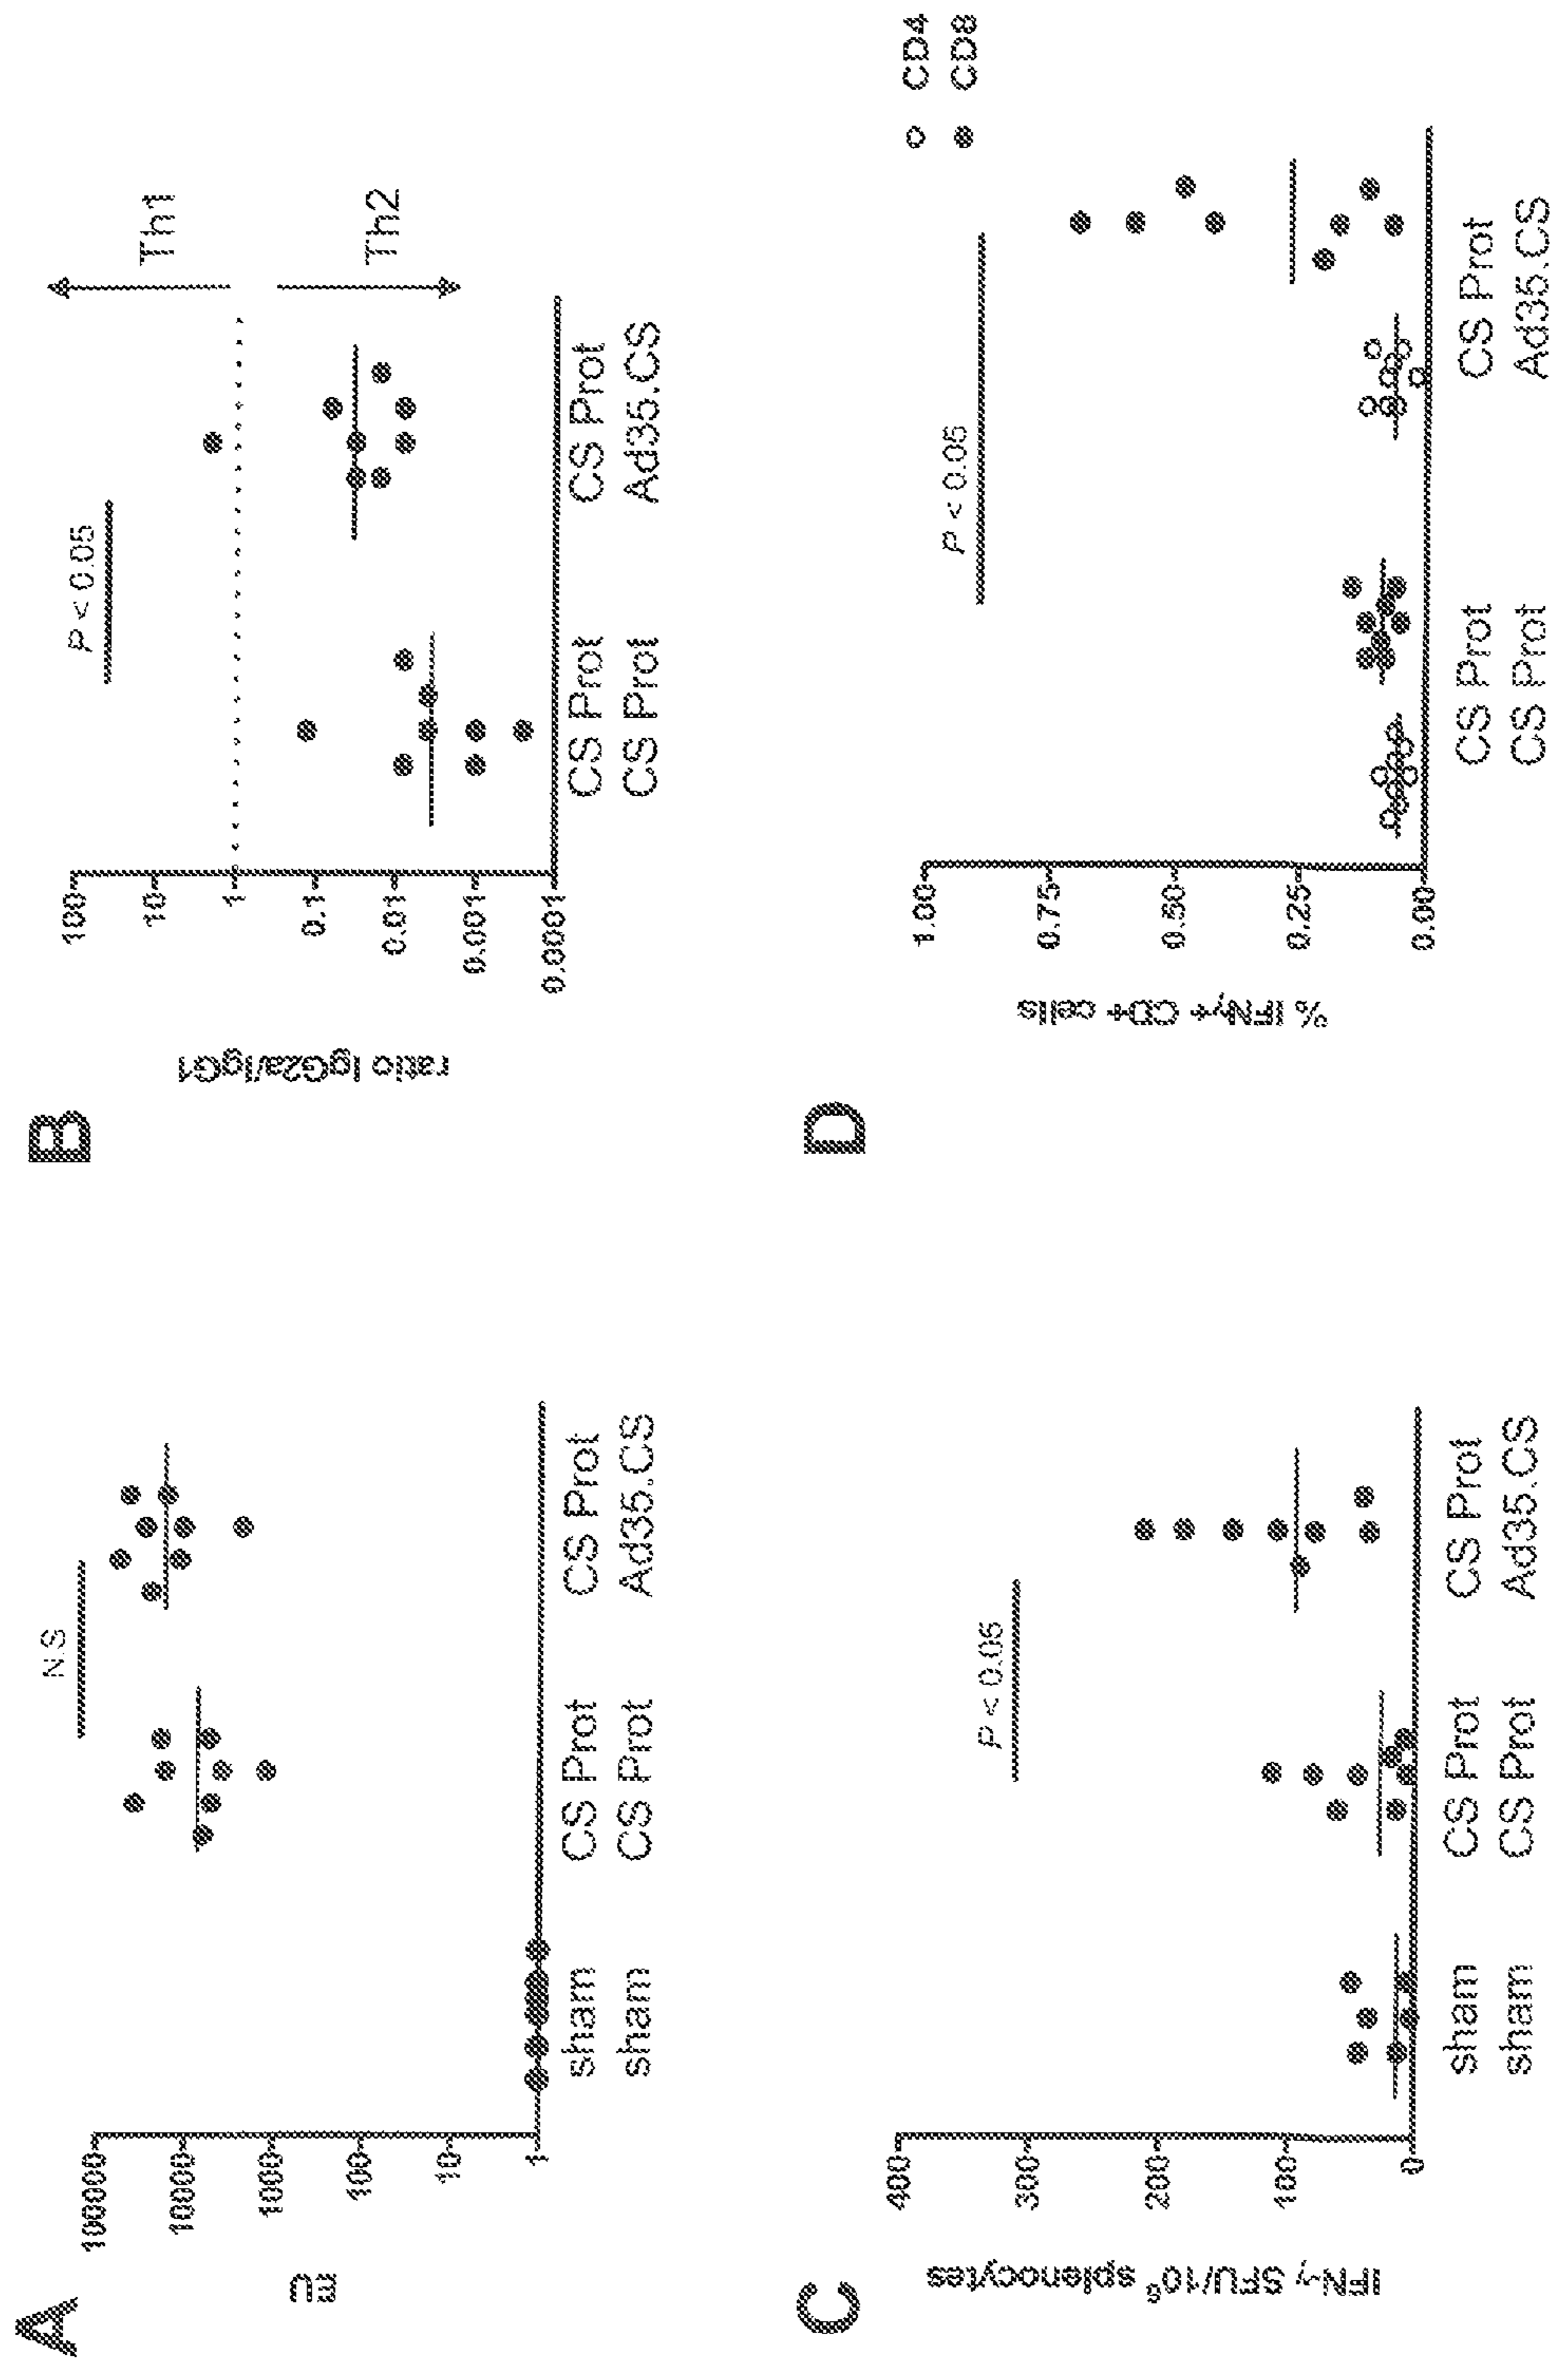 A
EU
100000
10000
1000
100
10
1
N.S
sham
sham
CS Prot
CS Prot
CS Prot
Ad35.CS
B
ratio IgG2a/IgG1
100
10
1
0.1
0.01
0.001
0.0001
P < 0.05
Th1
Th2
CS Prot
CS Prot
CS Prot
Ad35.CS
C
IFN-γ SFU/10⁶ splenocytes
400
300
200
100
0
P < 0.05
sham
sham
CS Prot
CS Prot
CS Prot
Ad35.CS
D
% IFNγ+ CD+ cells
1.00
0.75
0.50
0.25
0.00
P < 0.05
CD4
CD8
CS Prot
CS Prot
CS Prot
Ad35.CS